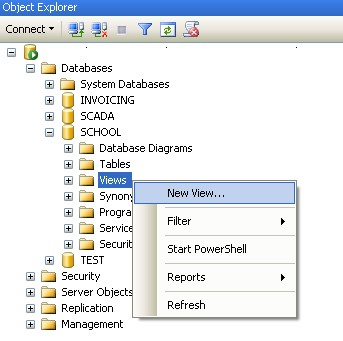 Object Explorer
Connect
Databases
System Databases
INVOICING
SCADA
SCHOOL
Database Diagrams
Tables
Views
New View...
Synony
Filter
Progra
Service
Start PowerShell
Securit
TEST
Reports
Security
Server Objects
Refresh
Replication
Management